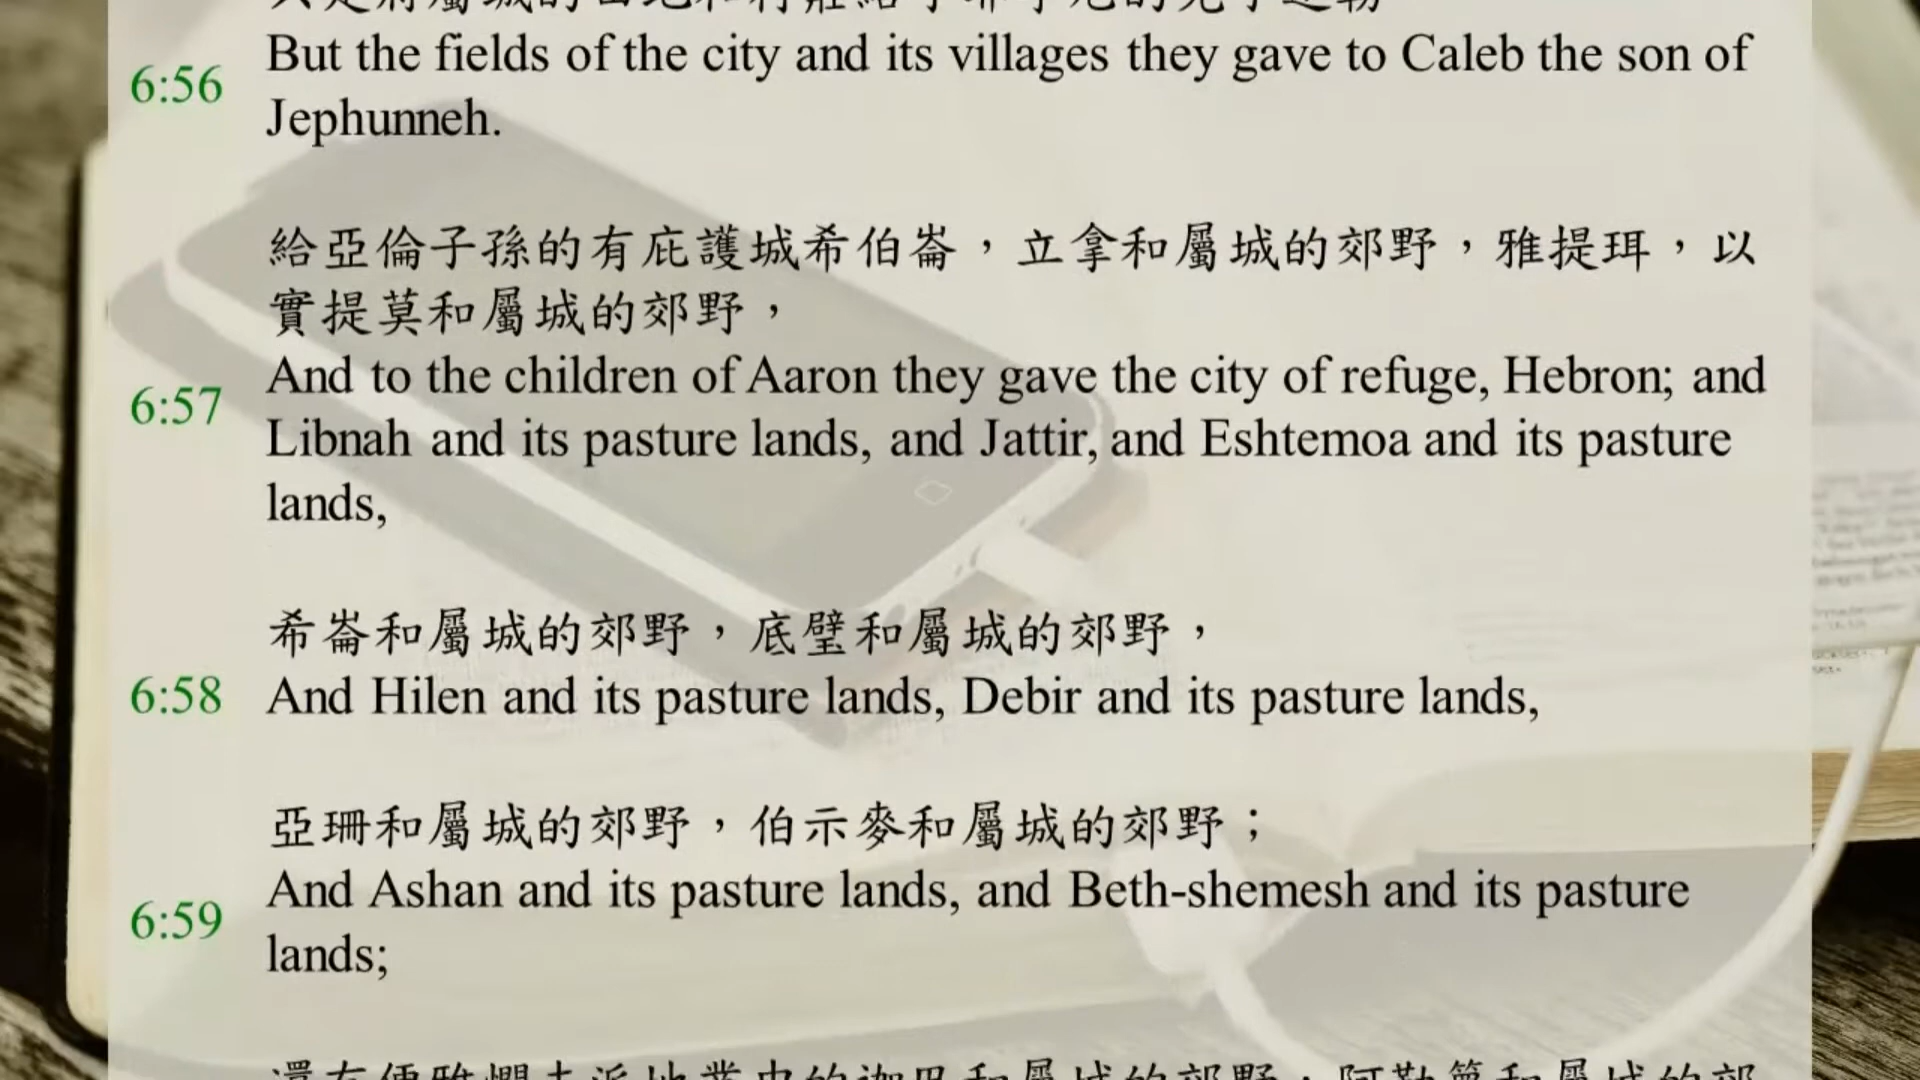 But the fields of the city and its villages they gave to Caleb the son of
6:56
Jephunneh.
給亞倫子孫的有庇護城希伯崙，立拿和屬城的郊野，雅提珥，以
實提莫和屬城的郊野，
And to the children of Aaron they gave the city of refuge, Hebron; and
6:57
Libnah and its pasture lands, and Jattir, and Eshtemoa and its pasture
lands,
希崙和屬城的郊野，底璧和屬城的郊野，
6:58 And Hilen and its pasture lands, Debir and its pasture lands,
亞珊和屬城的郊野，伯示麥和屬城的郊野；
And Ashan and its pasture lands, and Beth-shemesh and its pasture
6:59
lands;